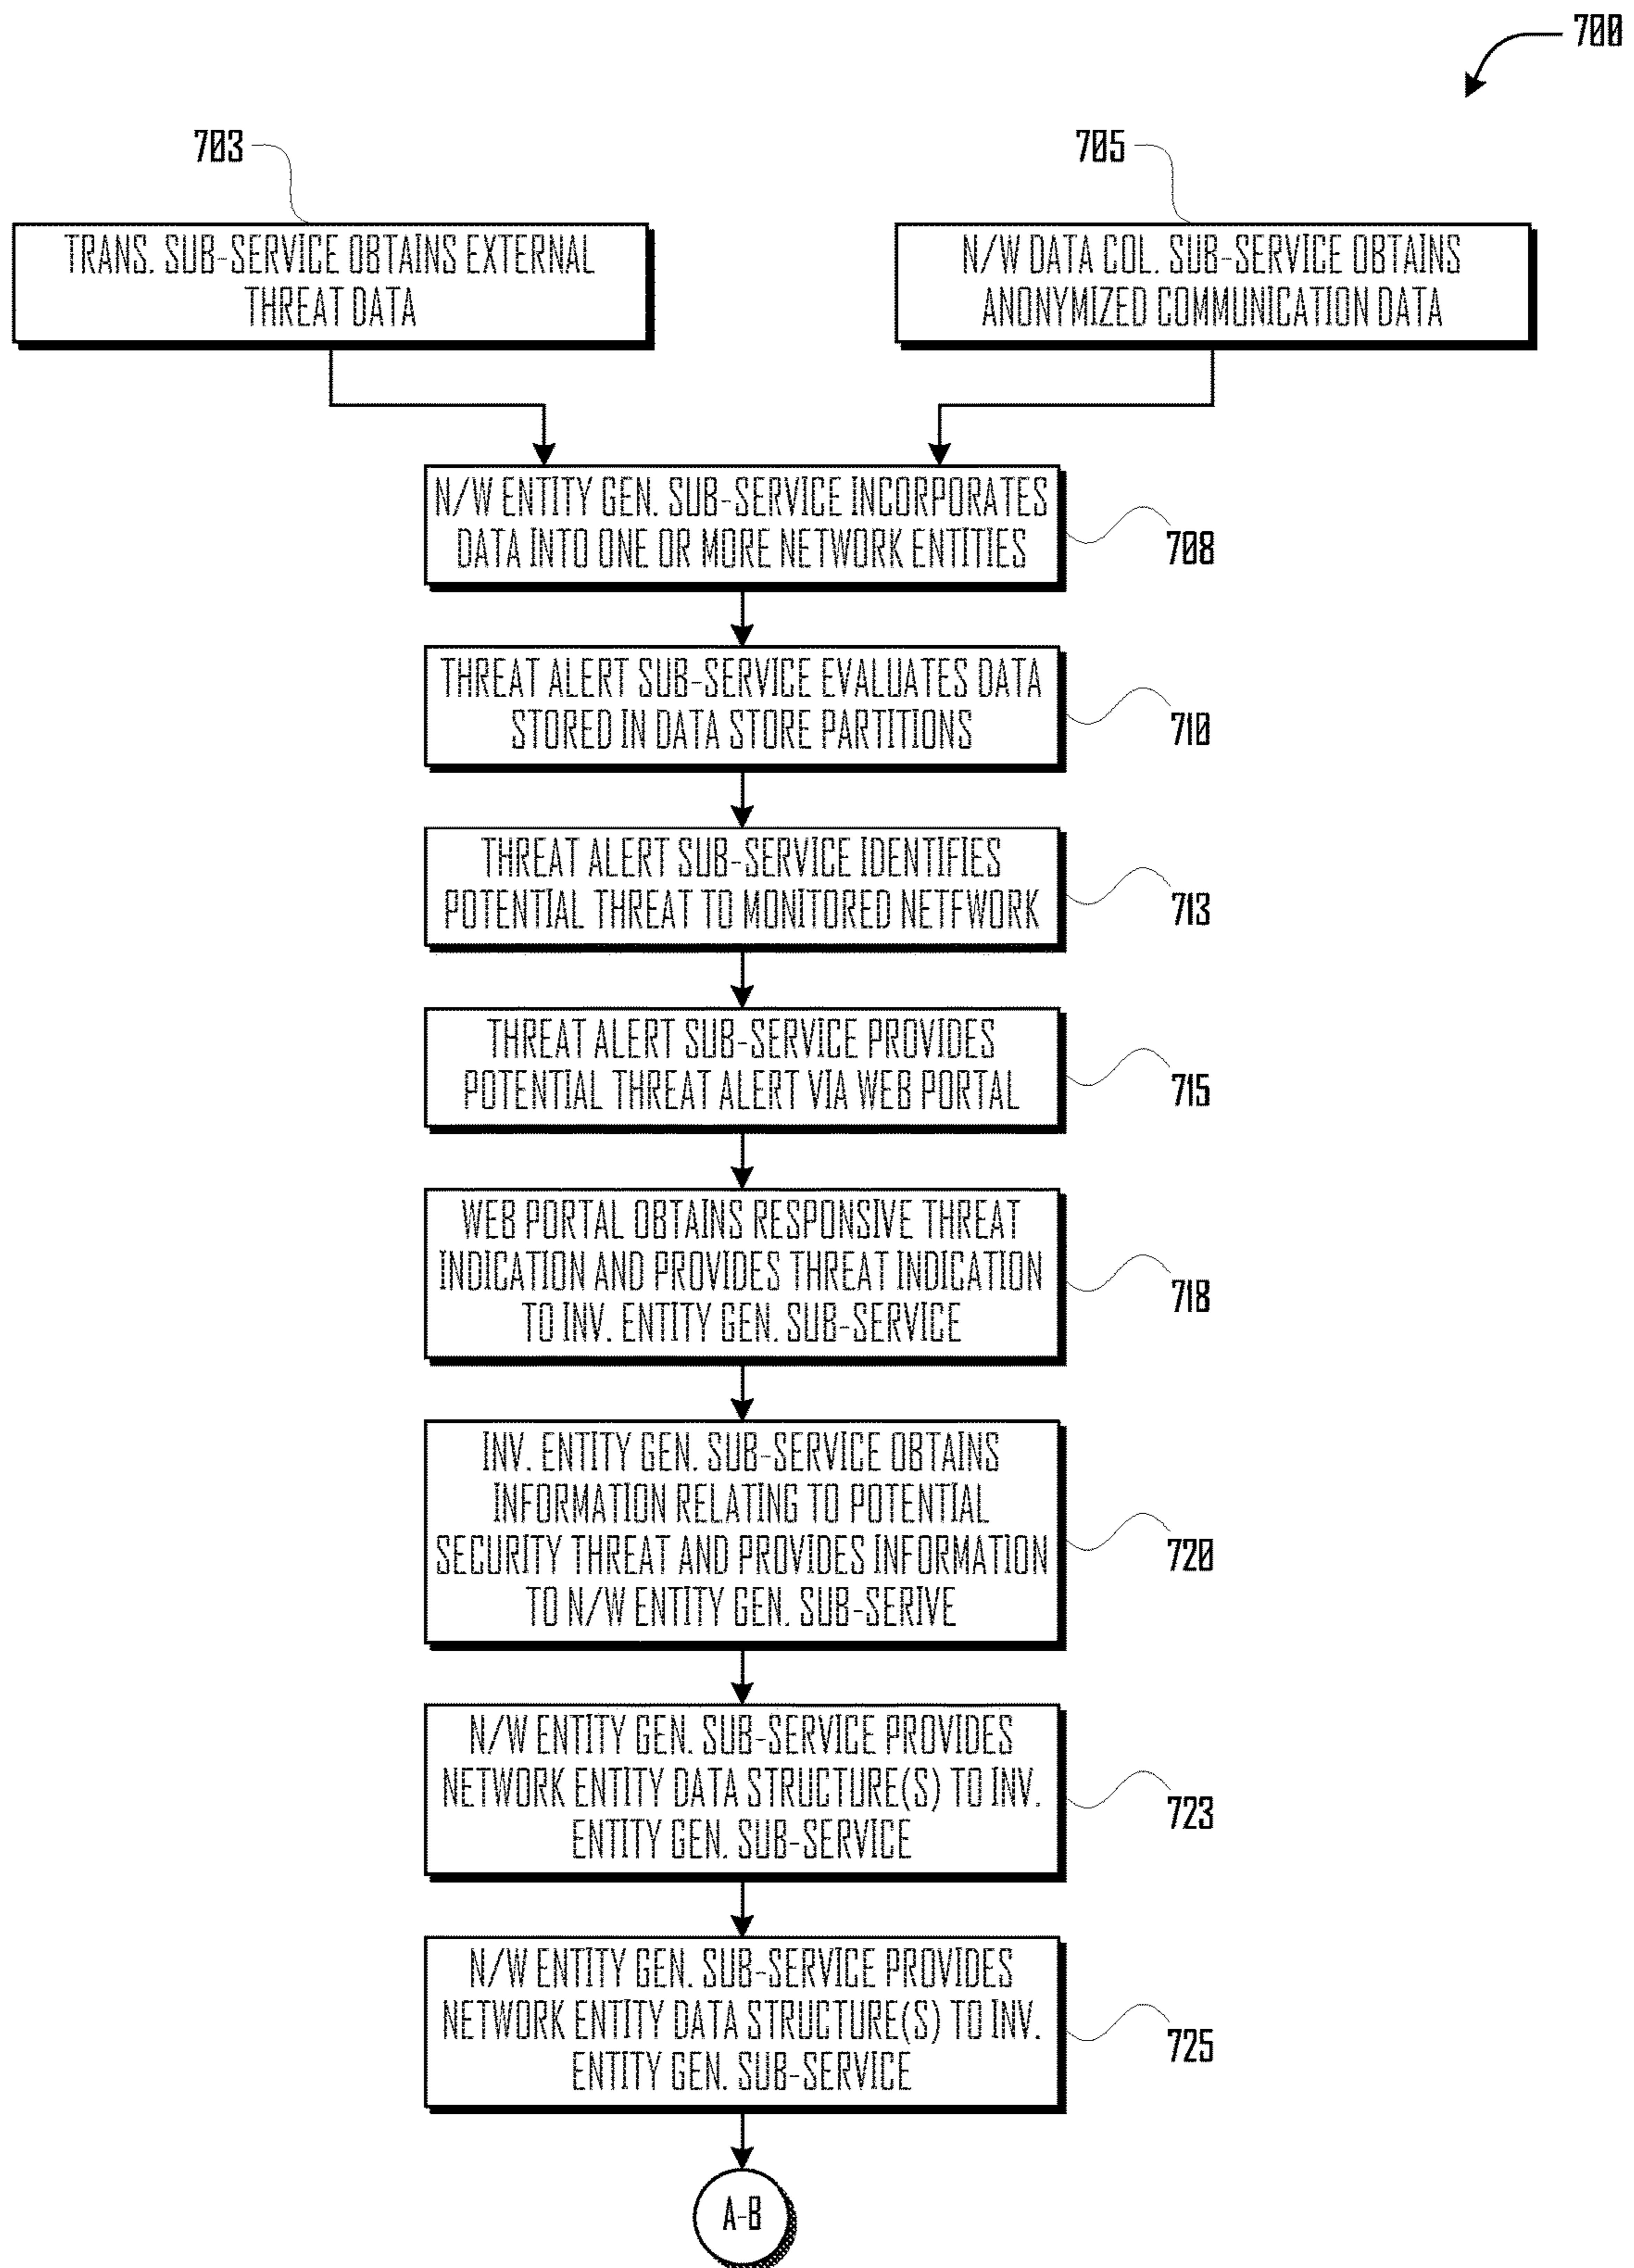 700
703
705
TRANS. SUB-SERVICE OBTAINS EXTERNAL
THREAT DATA
N/W DATA COL. SUB-SERVICE OBTAINS
ANONYMIZED COMMUNICATION DATA
N/W ENTITY GEN. SUB-SERVICE INCORPORATES
DATA INTO ONE OR MORE NETWORK ENTITIES
708
THREAT ALERT SUB-SERVICE EVALUATES DATA
STORED IN DATA STORE PARTITIONS
710
THREAT ALERT SUB-SERVICE IDENTIFIES
POTENTIAL THREAT TO MONITORED NETFWORK
713
THREAT ALERT SUB-SERVICE PROVIDES
POTENTIAL THREAT ALERT VIA WEB PORTAL
715
WEB PORTAL OBTAINS RESPONSIVE THREAT
INDICATION AND PROVIDES THREAT INDICATION
TO INV. ENTITY GEN. SUB-SERVICE
718
INV. ENTITY GEN. SUB-SERVICE OBTAINS
INFORMATION RELATING TO POTENTIAL
SECURITY THREAT AND PROVIDES INFORMATION
TO N/W ENTITY GEN. SUB-SERIVE
720
N/W ENTITY GEN. SUB-SERVICE PROVIDES
NETWORK ENTITY DATA STRUCTURE(S) TO INV.
ENTITY GEN. SUB-SERVICE
723
N/W ENTITY GEN. SUB-SERVICE PROVIDES
NETWORK ENTITY DATA STRUCTURE(S) TO INV.
ENTITY GEN. SUB-SERVICE
725
A-B